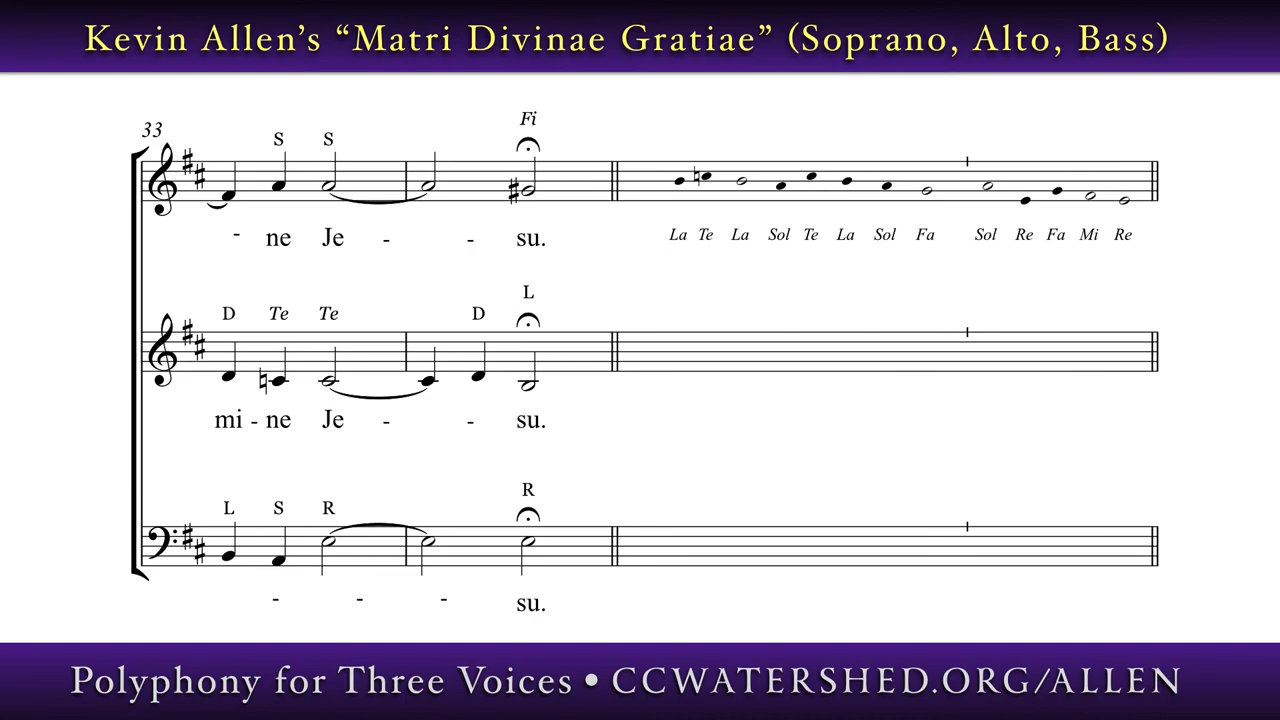 Kevin Allen’s “Matri Divinae Gratiae” (Soprano, Alto, Bass)
33 S S Fi
- ne Je - - su.
La Te La Sol Te La Sol Fa Sol Re Fa Mi Re
D Te Te D L
mi - ne Je - - su.
L S R R
- - - su.
Polyphony for Three Voices • CCWATERSHED.ORG/ALLEN